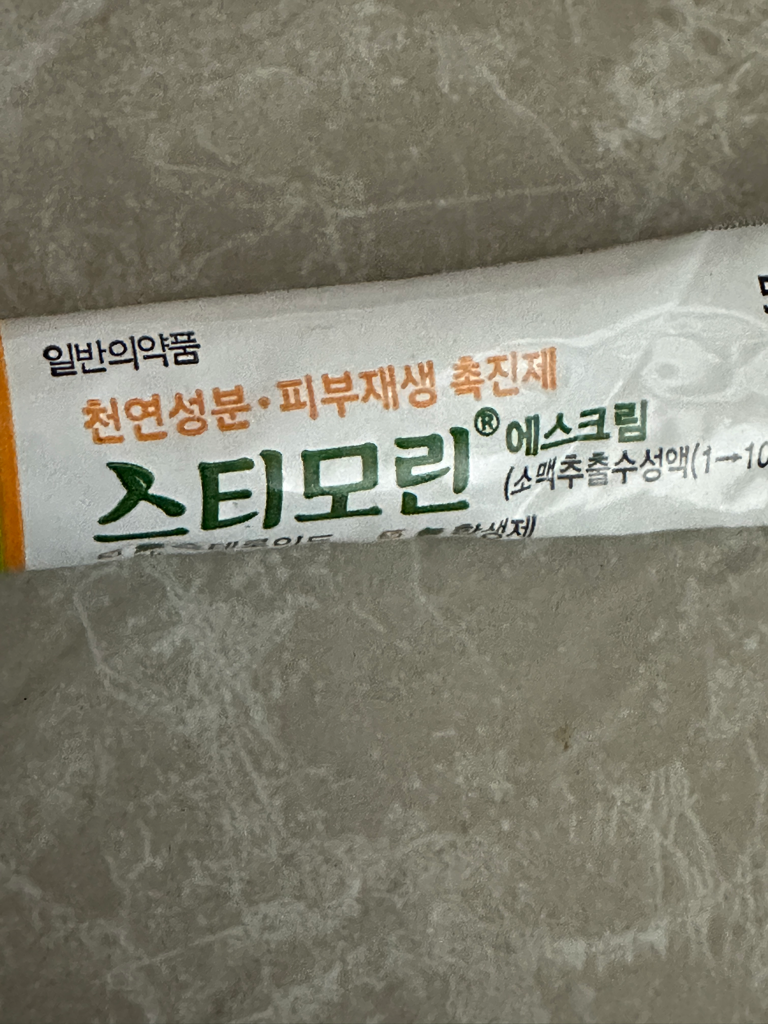 일반의약품
천연성분·피부재생 촉진제
스티모린® 에스크림
(소맥추출수성액(1→10